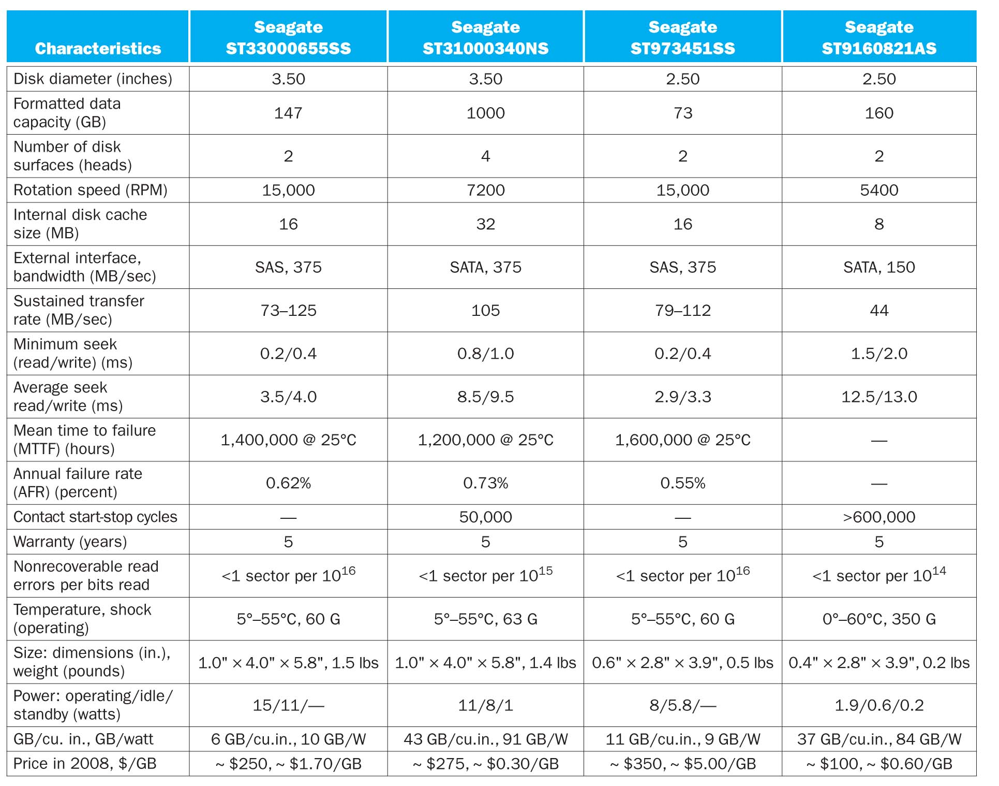 Characteristics Seagate ST33000655SS Seagate ST31000340NS Seagate ST973451SS Seagate ST9160821AS
Disk diameter (inches) 3.50 3.50 2.50 2.50
Formatted data capacity (GB) 147 1000 73 160
Number of disk surfaces (heads) 2 4 2 2
Rotation speed (RPM) 15,000 7200 15,000 5400
Internal disk cache size (MB) 16 32 16 8
External interface, bandwidth (MB/sec) SAS, 375 SATA, 375 SAS, 375 SATA, 150
Sustained transfer rate (MB/sec) 73–125 105 79–112 44
Minimum seek (read/write) (ms) 0.2/0.4 0.8/1.0 0.2/0.4 1.5/2.0
Average seek read/write (ms) 3.5/4.0 8.5/9.5 2.9/3.3 12.5/13.0
Mean time to failure (MTTF) (hours) 1,400,000 @ 25°C 1,200,000 @ 25°C 1,600,000 @ 25°C —
Annual failure rate (AFR) (percent) 0.62% 0.73% 0.55% —
Contact start-stop cycles — 50,000 — >600,000
Warranty (years) 5 5 5 5
Nonrecoverable read errors per bits read <1 sector per 10^16 <1 sector per 10^15 <1 sector per 10^16 <1 sector per 10^14
Temperature, shock (operating) 5°–55°C, 60 G 5°–55°C, 63 G 5°–55°C, 60 G 0°–60°C, 350 G
Size: dimensions (in.), weight (pounds) 1.0" × 4.0" × 5.8", 1.5 lbs 1.0" × 4.0" × 5.8", 1.4 lbs 0.6" × 2.8" × 3.9", 0.5 lbs 0.4" × 2.8" × 3.9", 0.2 lbs
Power: operating/idle/ standby (watts) 15/11/— 11/8/1 8/5.8/— 1.9/0.6/0.2
GB/cu. in., GB/watt 6 GB/cu.in., 10 GB/W 43 GB/cu.in., 91 GB/W 11 GB/cu.in., 9 GB/W 37 GB/cu.in., 84 GB/W
Price in 2008, $/GB ~ $250, ~ $1.70/GB ~ $275, ~ $0.30/GB ~ $350, ~ $5.00/GB ~ $100, ~ $0.60/GB